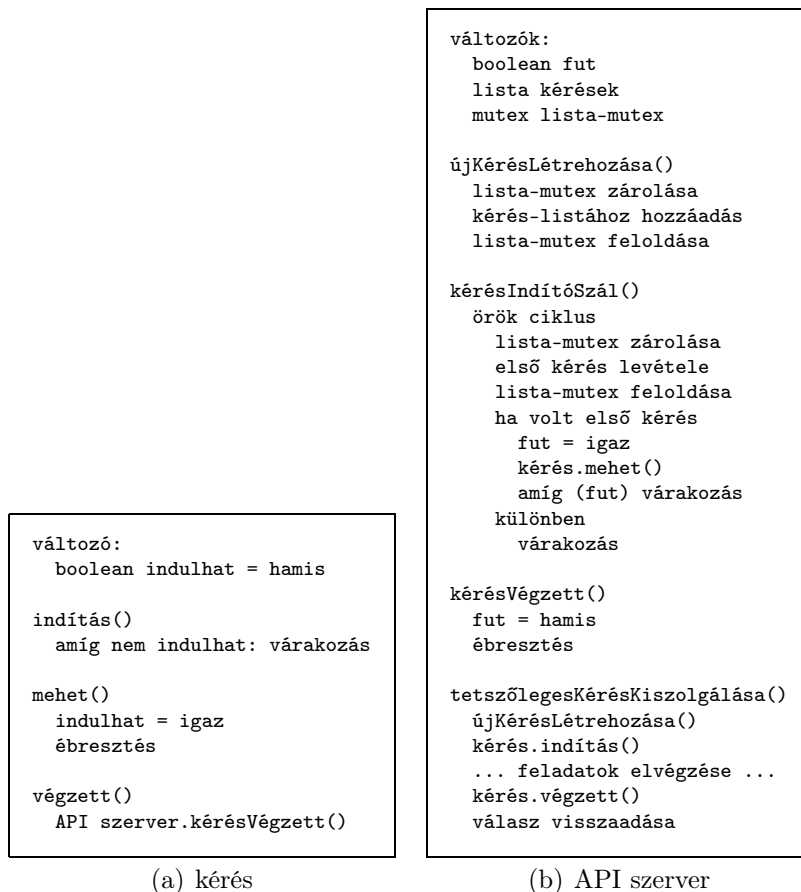 változó:
boolean indulhat = hamis
indítás()
amíg nem indulhat: várakozás
mehet()
indulhat = igaz
ébresztés
végzett()
API szerver.kérésVégzett()
(a) kérés
változók:
boolean fut
lista kérések
mutex lista-mutex
újKérésLétrehozása()
lista-mutex zárolása
kérés-listához hozzáadás
lista-mutex feloldása
kérésIndítóSzál()
örök ciklus
lista-mutex zárolása
első kérés levétele
lista-mutex feloldása
ha volt első kérés
fut = igaz
kérés.mehet()
amíg (fut) várakozás
különben
várakozás
kérésVégzett()
fut = hamis
ébresztés
tetszőlegesKérésKiszolgálása()
újKérésLétrehozása()
kérés.indítás()
... feladatok elvégzése ...
kérés.végzett()
válasz visszaadása
(b) API szerver